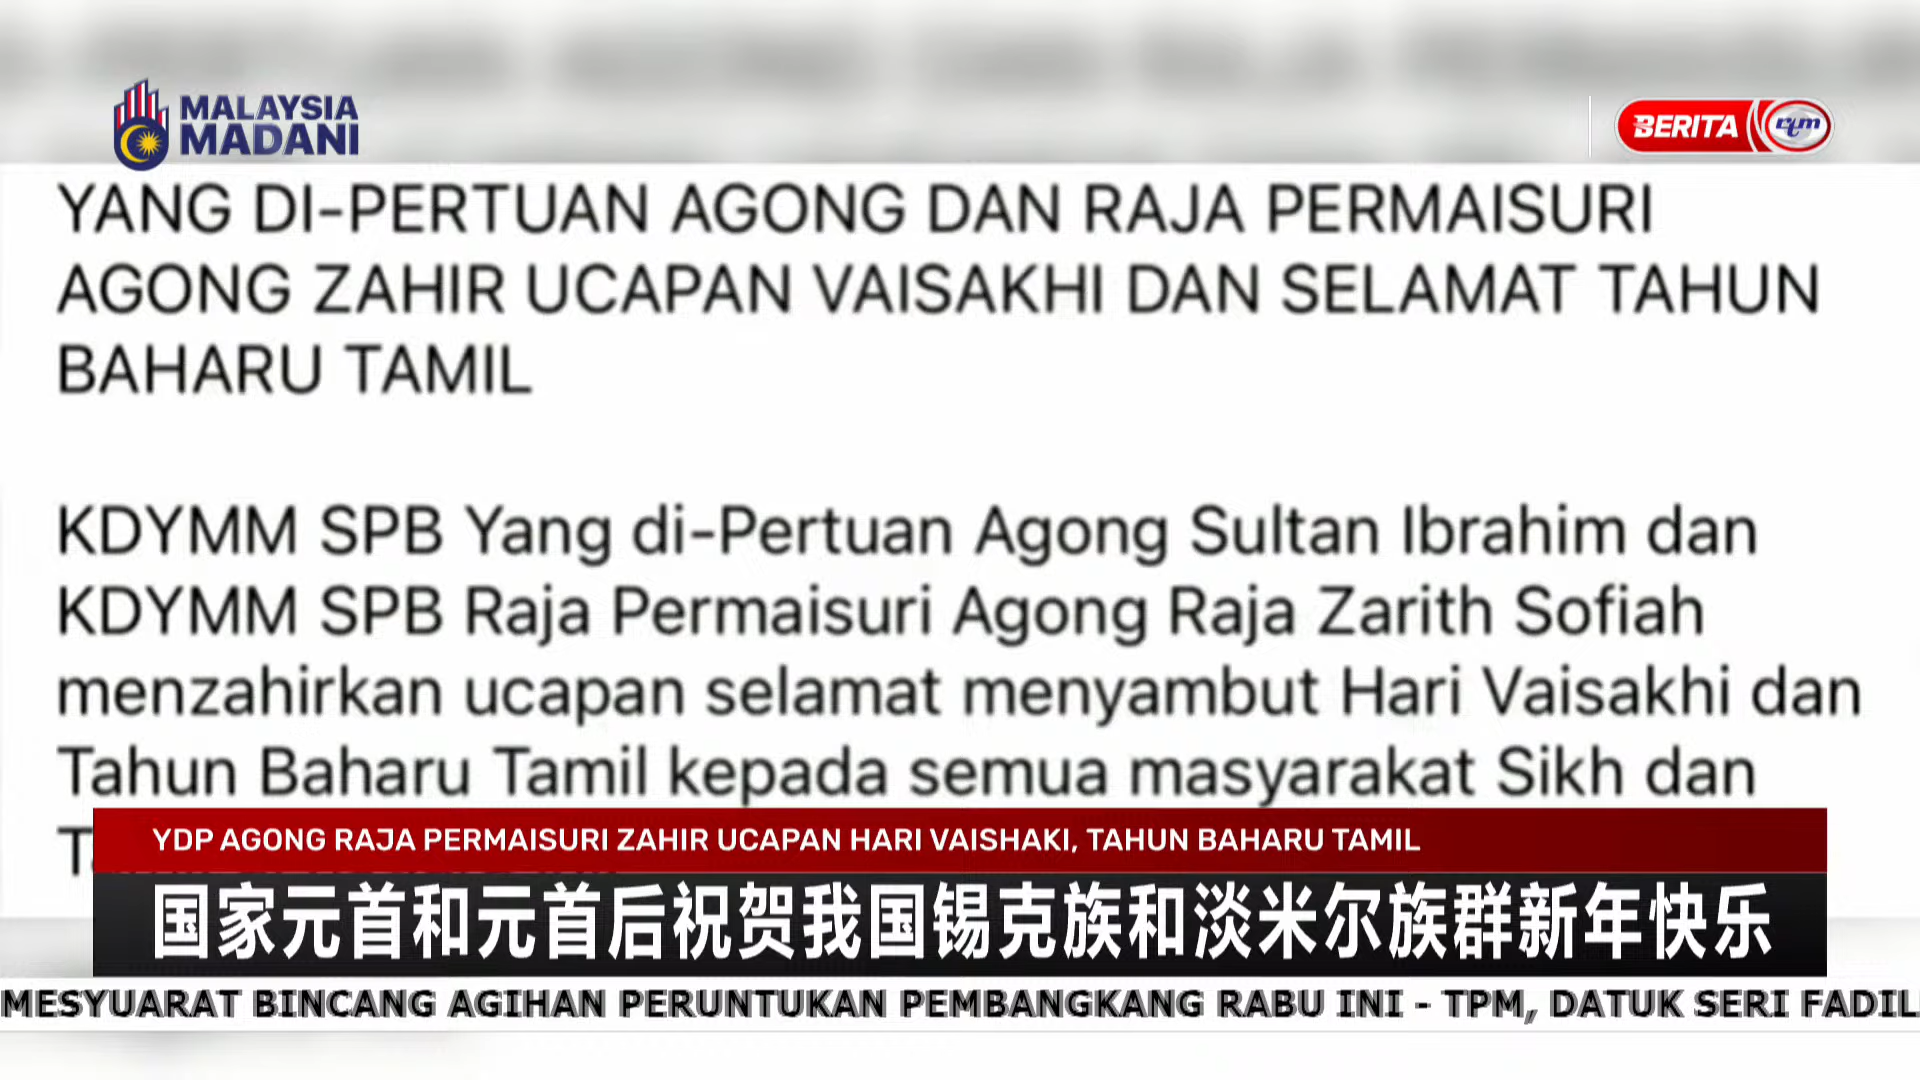 MALAYSIA
MADANI
BERITA rtm
YANG DI-PERTUAN AGONG DAN RAJA PERMAISURI
AGONG ZAHIR UCAPAN VAISAKHI DAN SELAMAT TAHUN
BAHARU TAMIL
KDYMM SPB Yang di-Pertuan Agong Sultan Ibrahim dan
KDYMM SPB Raja Permaisuri Agong Raja Zarith Sofiah
menzahirkan ucapan selamat menyambut Hari Vaisakhi dan
Tahun Baharu Tamil kepada semua masyarakat Sikh dan
YDP AGONG RAJA PERMAISURI ZAHIR UCAPAN HARI VAISHAKI, TAHUN BAHARU TAMIL
国家元首和元首后祝贺我国锡克族和淡米尔族群新年快乐
MESYUARAT BINCANG AGIHAN PERUNTUKAN PEMBANGKANG RABU INI - TPM, DATUK SERI FADIL